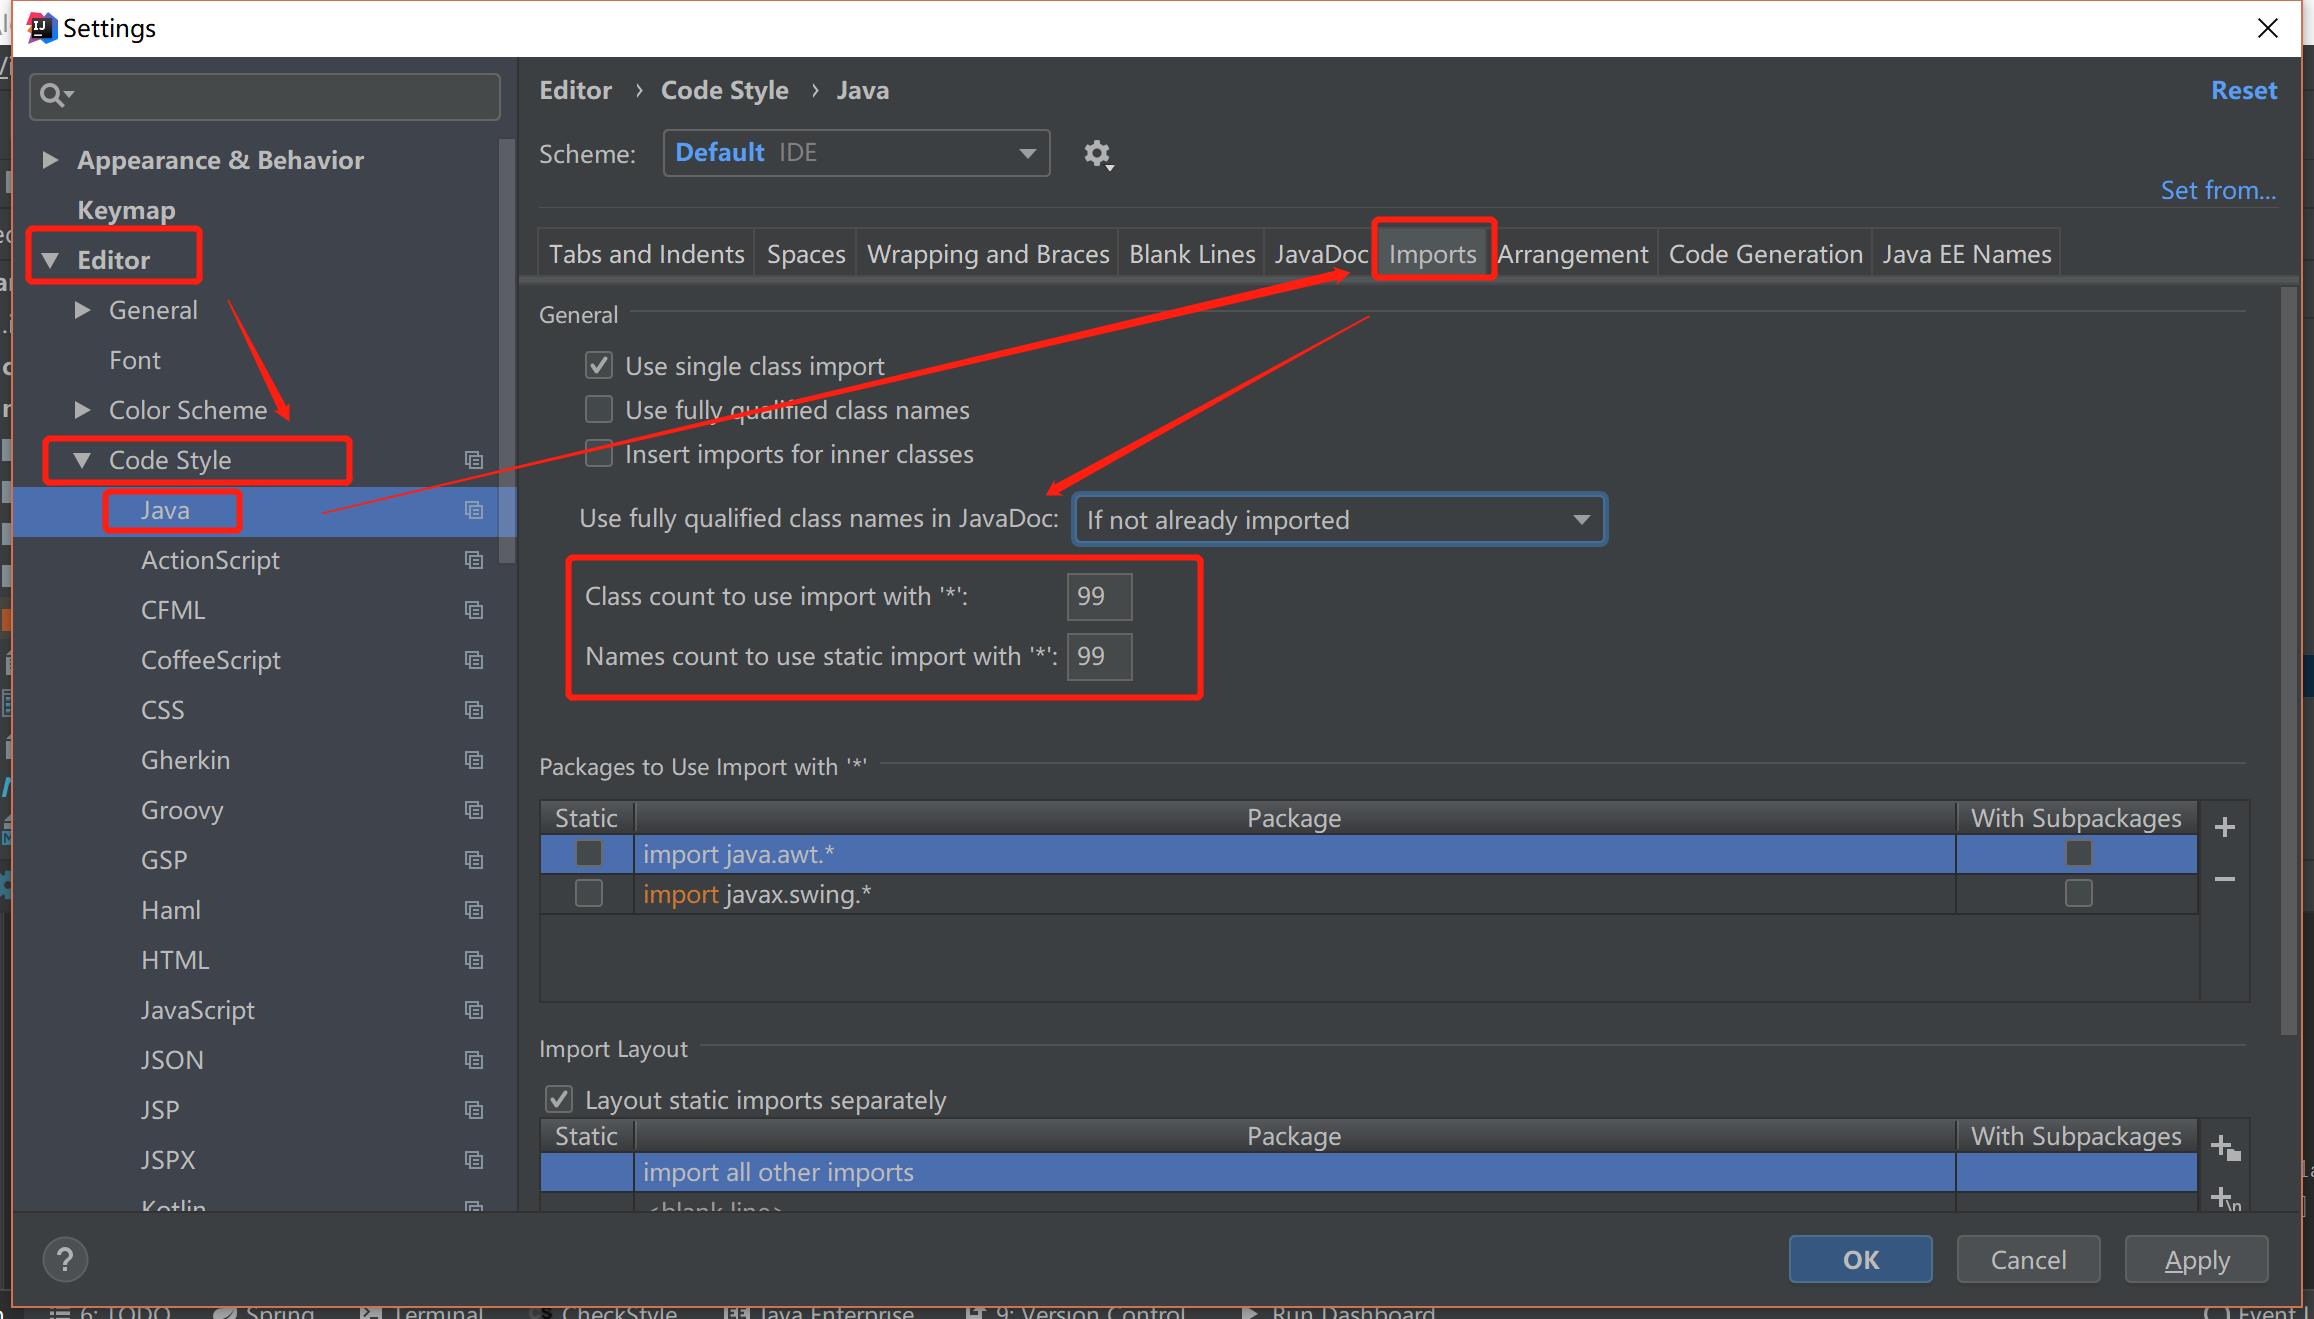 Settings
Editor › Code Style › Java
Reset
Scheme: Default IDE
Set from...
Appearance & Behavior
Keymap
Editor
General
Font
Color Scheme
Code Style
Java
ActionScript
CFML
CoffeeScript
CSS
Gherkin
Groovy
GSP
Haml
HTML
JavaScript
JSON
JSP
JSPX
Kotlin
Tabs and Indents Spaces Wrapping and Braces Blank Lines JavaDoc Imports Arrangement Code Generation Java EE Names
General
Use single class import
Use fully qualified class names
Insert imports for inner classes
Use fully qualified class names in JavaDoc: If not already imported
Class count to use import with '*': 99
Names count to use static import with '*': 99
Packages to Use Import with '*'
Static Package With Subpackages
import java.awt.*
import javax.swing.*
Import Layout
Layout static imports separately
Static Package With Subpackages
import all other imports
<blank line>
?
OK Cancel Apply
6: TODO Spring Terminal CheckStyle Java Enterprise 9: Version Control Run Dashboard Event